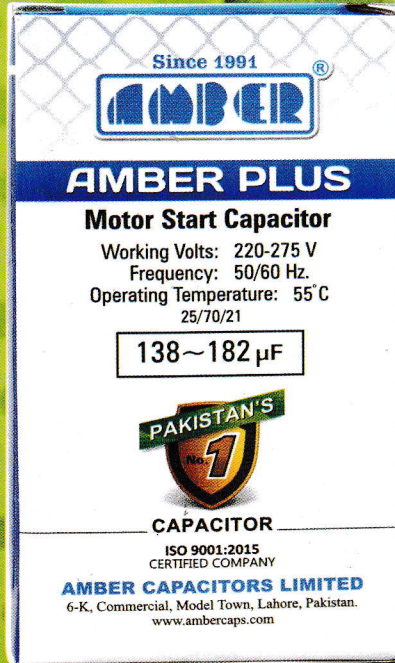 Since 1991
AMBER ®
AMBER PLUS
Motor Start Capacitor
Working Volts: 220-275 V
Frequency: 50/60 Hz.
Operating Temperature: 55°C
25/70/21
138~182 µF
PAKISTAN'S
No. 1
CAPACITOR
ISO 9001:2015
CERTIFIED COMPANY
AMBER CAPACITORS LIMITED
6-K, Commercial, Model Town, Lahore, Pakistan.
www.ambercaps.com